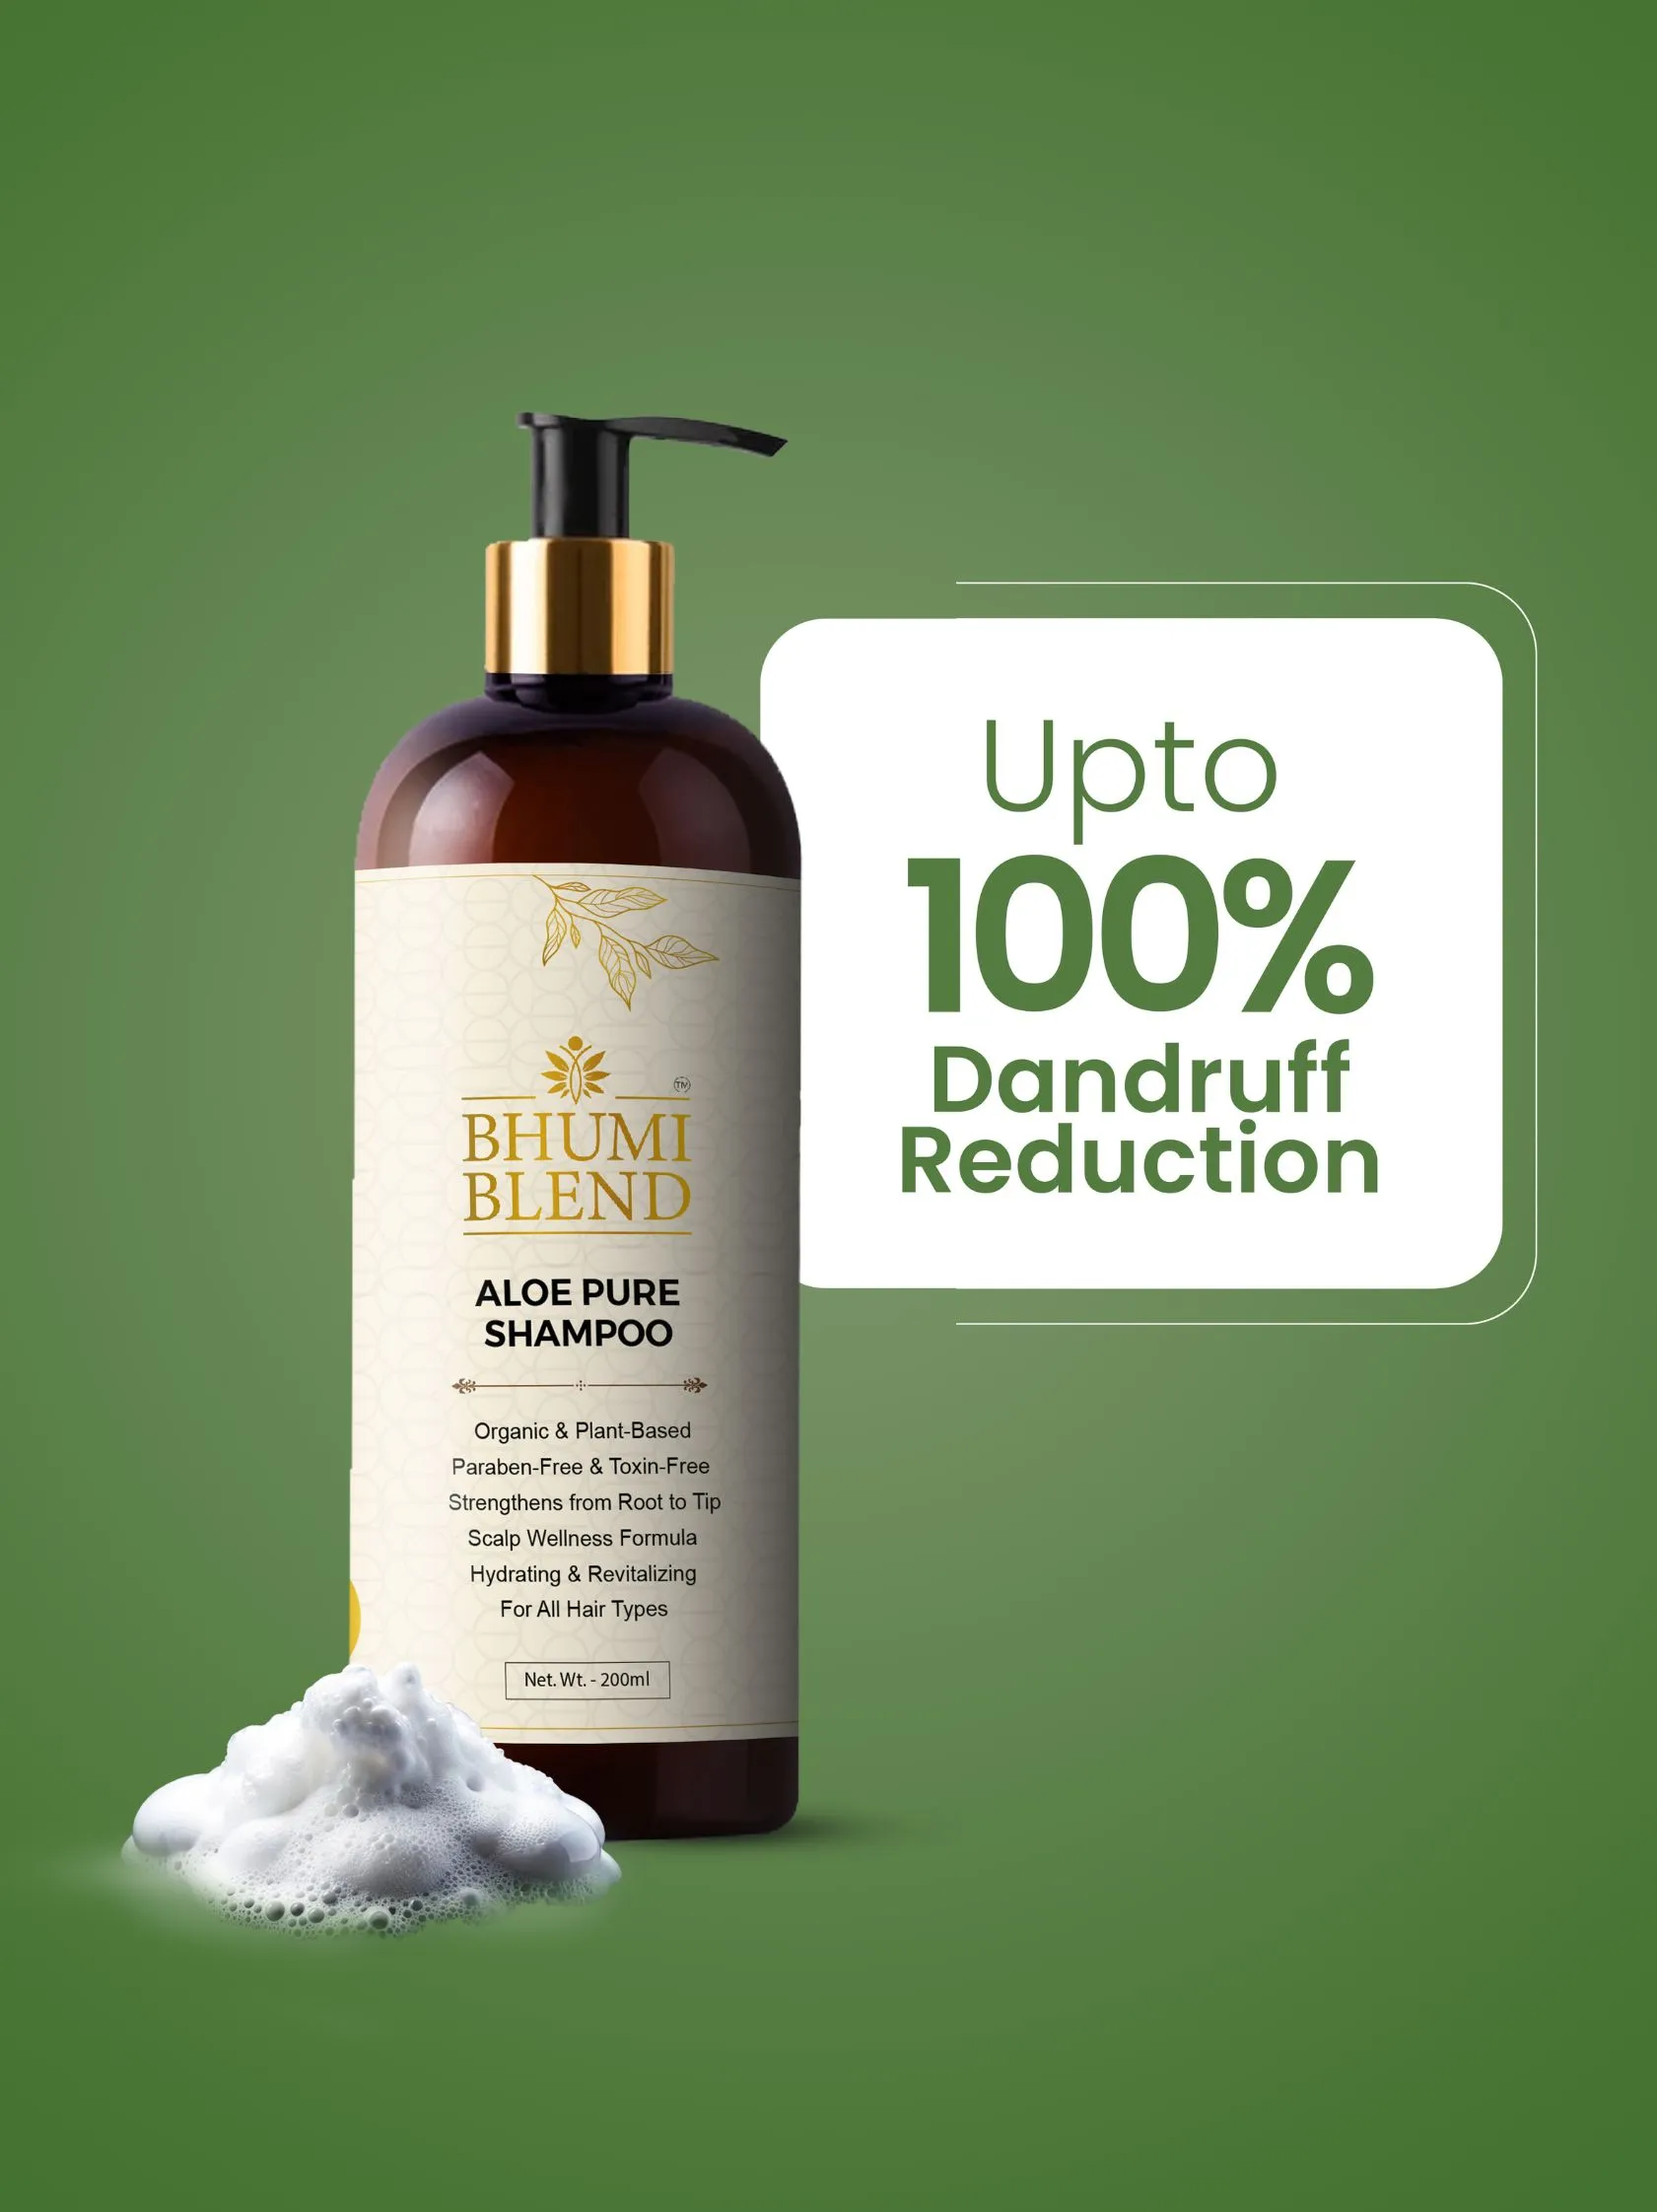 TM
BHUMI
BLEND
ALOE PURE
SHAMPOO
Organic & Plant-Based
Paraben-Free & Toxin-Free
Strengthens from Root to Tip
Scalp Wellness Formula
Hydrating & Revitalizing
For All Hair Types
Net. Wt. - 200ml
Upto
100%
Dandruff
Reduction